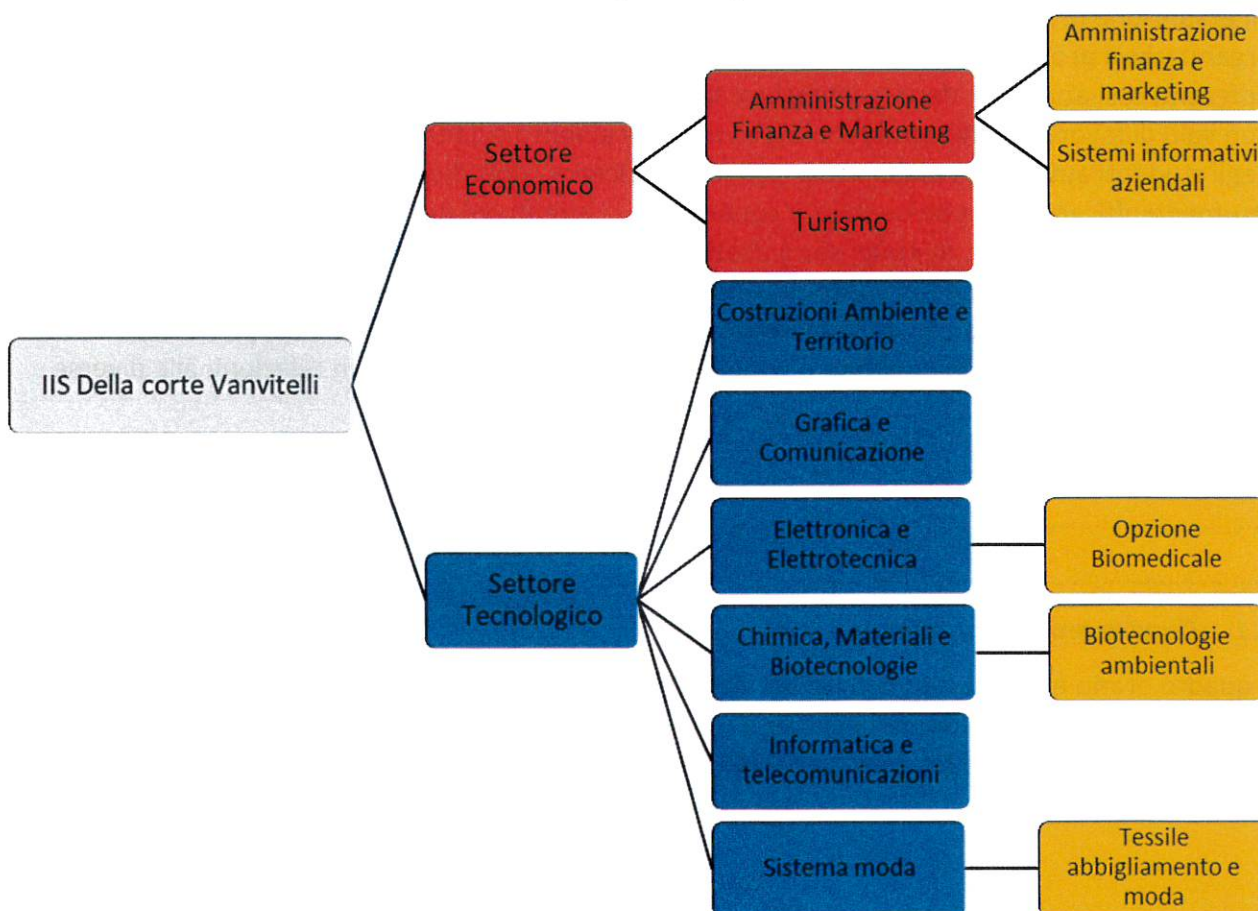 IIS Della corte Vanvitelli
Settore
Economico
Amministrazione
Finanza e Marketing
Amministrazione
finanza e
marketing
Sistemi informativi
aziendali
Turismo
Settore
Tecnologico
Costruzioni Ambiente e
Territorio
Grafica e
Comunicazione
Elettronica e
Elettrotecnica
Opzione
Biomedicale
Chimica, Materiali e
Biotecnologie
Biotecnologie
ambientali
Informatica e
telecomunicazioni
Sistema moda
Tessile
abbigliamento e
moda